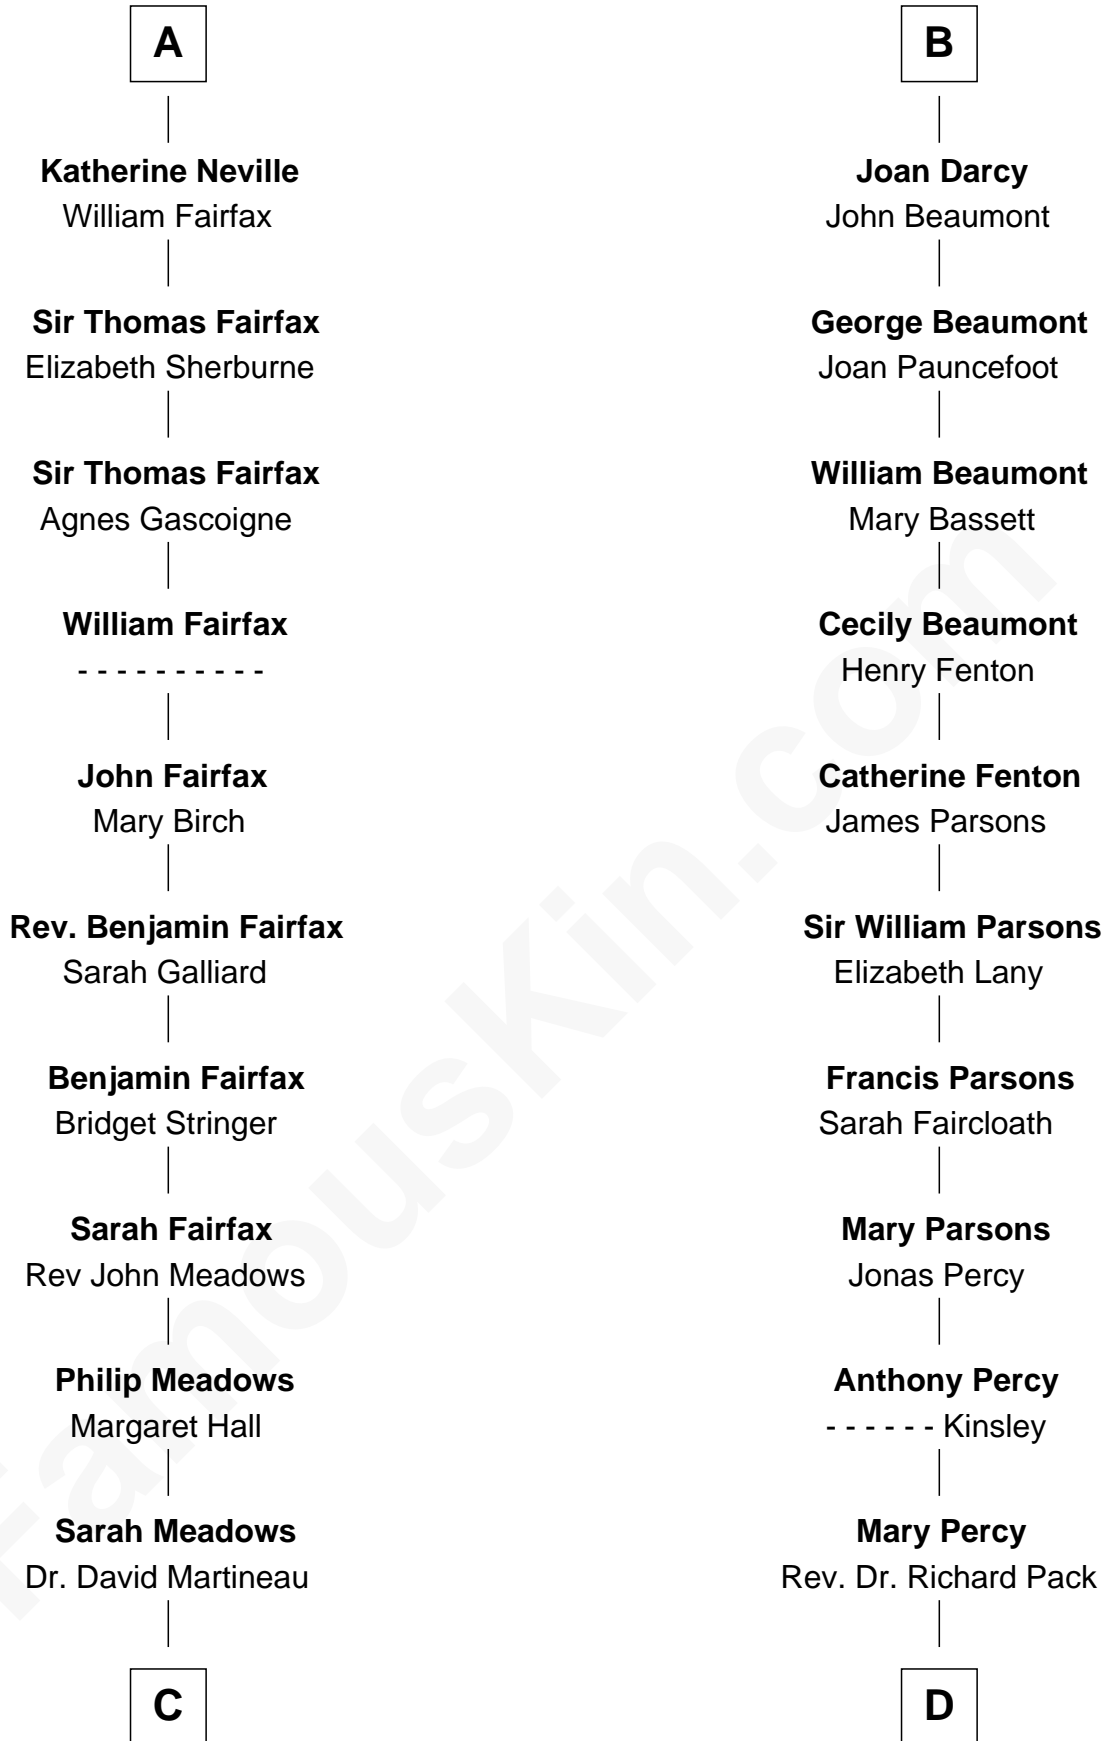 A
Katherine Neville
William Fairfax
Sir Thomas Fairfax
Elizabeth Sherburne
Sir Thomas Fairfax
Agnes Gascoigne
William Fairfax
- - - - - - - - - -
John Fairfax
Mary Birch
Rev. Benjamin Fairfax
Sarah Galliard
Benjamin Fairfax
Bridget Stringer
Sarah Fairfax
Rev John Meadows
Philip Meadows
Margaret Hall
Sarah Meadows
Dr. David Martineau
C
B
Joan Darcy
John Beaumont
George Beaumont
Joan Pauncefoot
William Beaumont
Mary Bassett
Cecily Beaumont
Henry Fenton
Catherine Fenton
James Parsons
Sir William Parsons
Elizabeth Lany
Francis Parsons
Sarah Faircloath
Mary Parsons
Jonas Percy
Anthony Percy
- - - - - - Kinsley
Mary Percy
Rev. Dr. Richard Pack
D
FamousKin.com